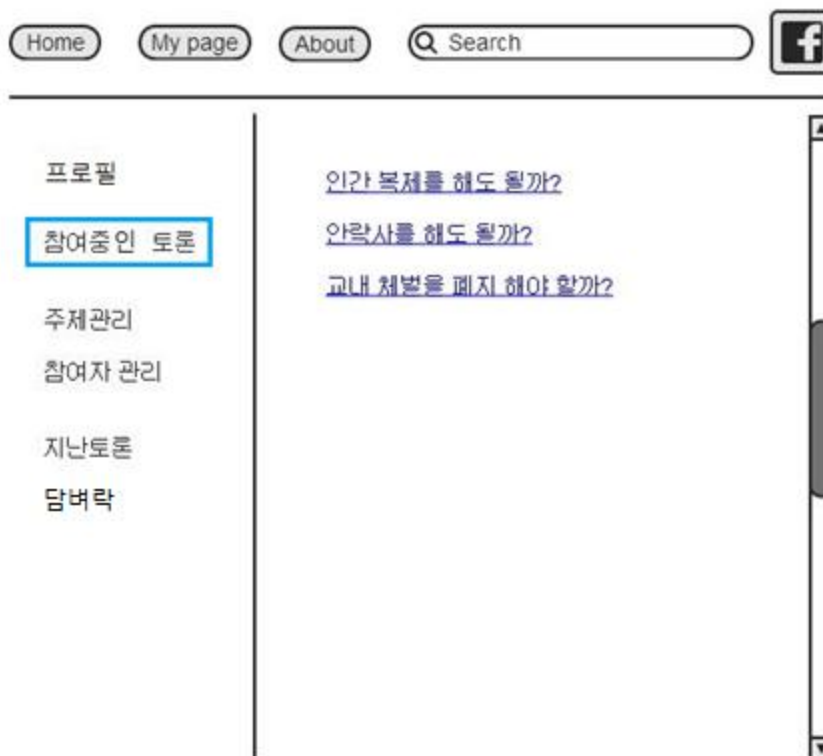 Home My page About Search f
프로필
참여중인 토론
주제관리
참여자 관리
지난토론
담벼락
인간 복제를 해도 될까?
안락사를 해도 될까?
교내 체벌을 폐지 해야 할까?